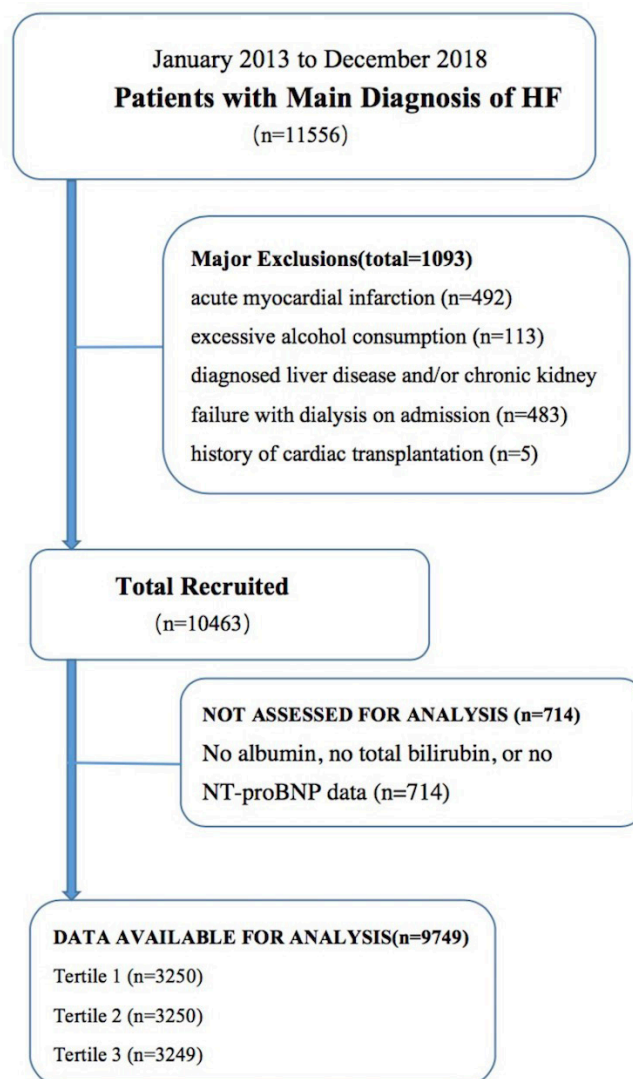 January 2013 to December 2018
Patients with Main Diagnosis of HF
(n=11556)
Major Exclusions(total=1093)
acute myocardial infarction (n=492)
excessive alcohol consumption (n=113)
diagnosed liver disease and/or chronic kidney
failure with dialysis on admission (n=483)
history of cardiac transplantation (n=5)
Total Recruited
(n=10463)
NOT ASSESSED FOR ANALYSIS (n=714)
No albumin, no total bilirubin, or no
NT-proBNP data (n=714)
DATA AVAILABLE FOR ANALYSIS(n=9749)
Tertile 1 (n=3250)
Tertile 2 (n=3250)
Tertile 3 (n=3249)